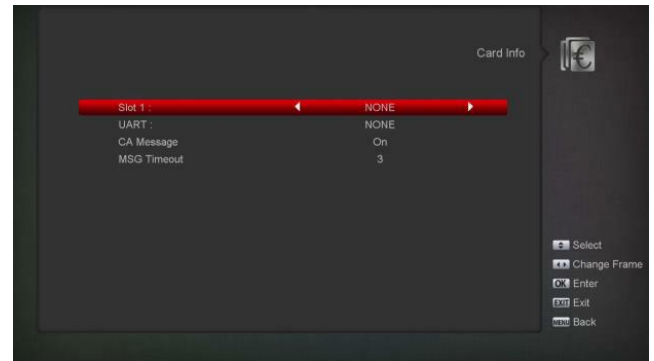 Card Info
Slot 1 : NONE
UART : NONE
CA Message On
MSG Timeout 3
Select
Change Frame
OK Enter
EXIT Exit
MENU Back